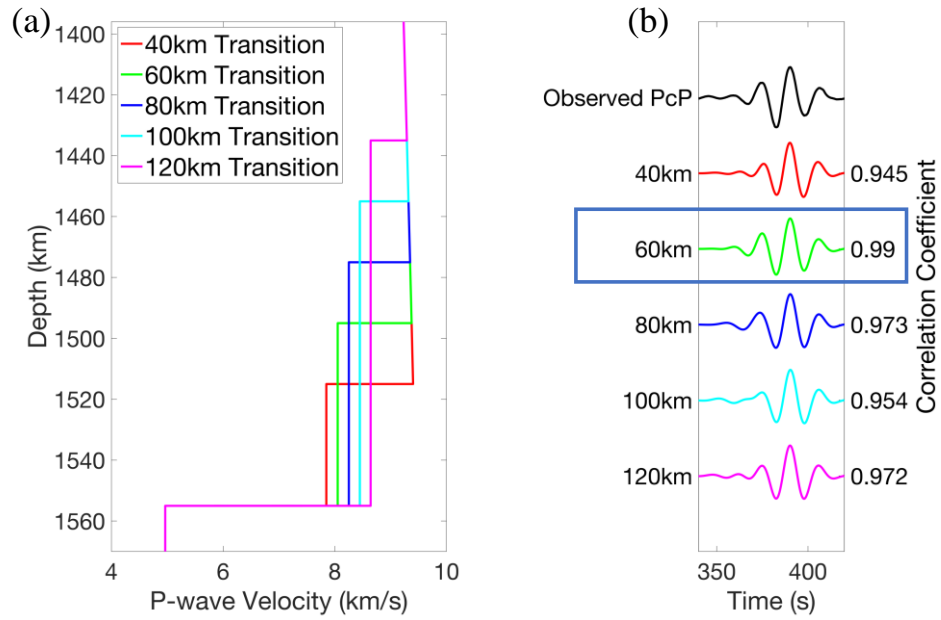 (a)
40km Transition
60km Transition
80km Transition
100km Transition
120km Transition
1400
1420
1440
1460
1480
1500
1520
1540
1560
Depth (km)
4 6 8 10
P-wave Velocity (km/s)
(b)
Observed PcP
40km 0.945
60km 0.99
80km 0.973
100km 0.954
120km 0.972
Correlation Coefficient
350 400
Time (s)